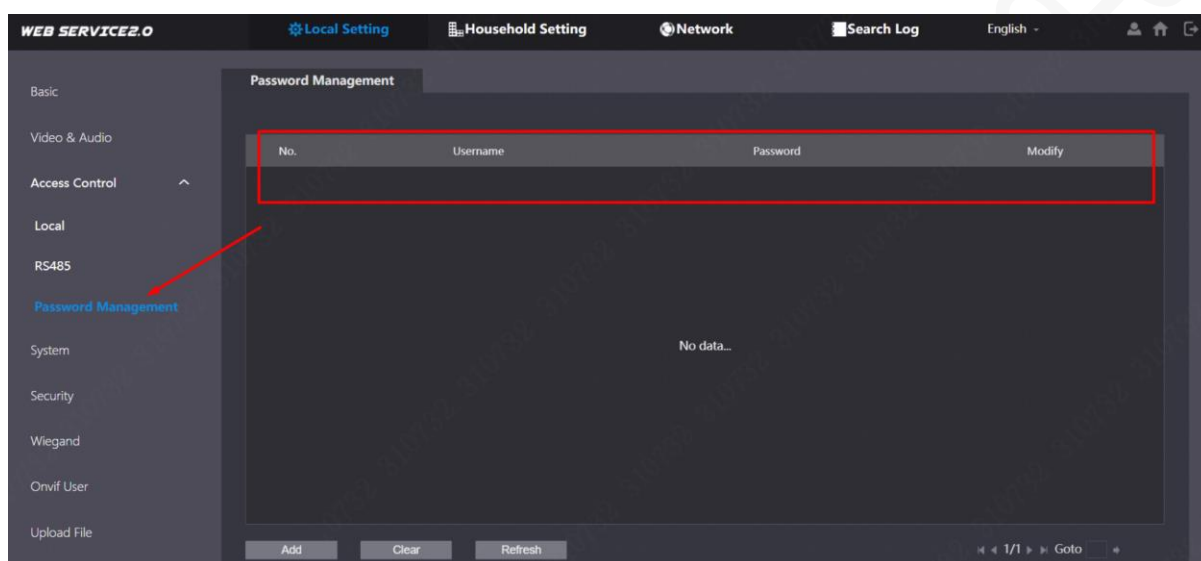 WEB SERVICE2.0 Local Setting Household Setting Network Search Log English
Password Management
Basic
Video & Audio
No. Username Password Modify
Access Control
Local
RS485
Password Management
System
No data...
Security
Wiegand
Onvif User
Upload File
Add Clear Refresh 1/1 Goto